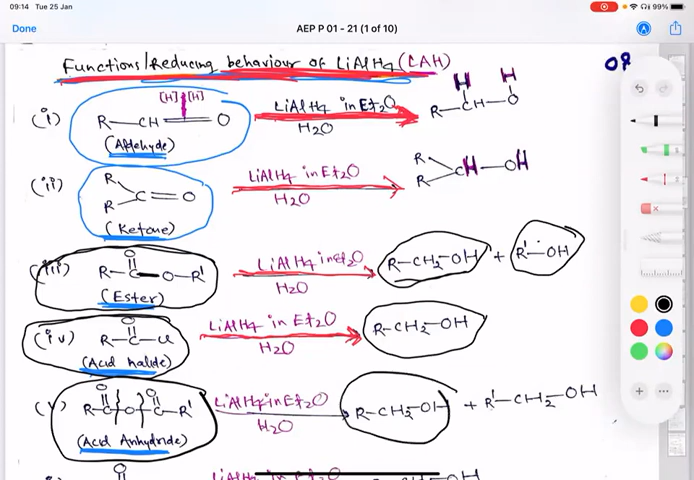 09:14 Tue 25 Jan 99%
Done AEP P 01 - 21 (1 of 10)
Functions/Reducing behaviour of LiAlH4 (LAH)
08
(i) R-CH=O [H] [H] LiAlH4 in Et2O H2O R-CH-O H H
(Aldehyde)
(ii) R R C=O LiAlH4 in Et2O H2O R R CH-OH
(Ketone)
(iii) R-C-O-R' O LiAlH4 in Et2O H2O R-CH2-OH + R'-OH
(Ester)
(iv) R-C-Cl O LiAlH4 in Et2O H2O R-CH2-OH
(Acid halide)
(v) R-C-O-C-R' O O LiAlH4 in Et2O H2O R-CH2-OH + R'-CH2-OH
(Acid Anhydride)